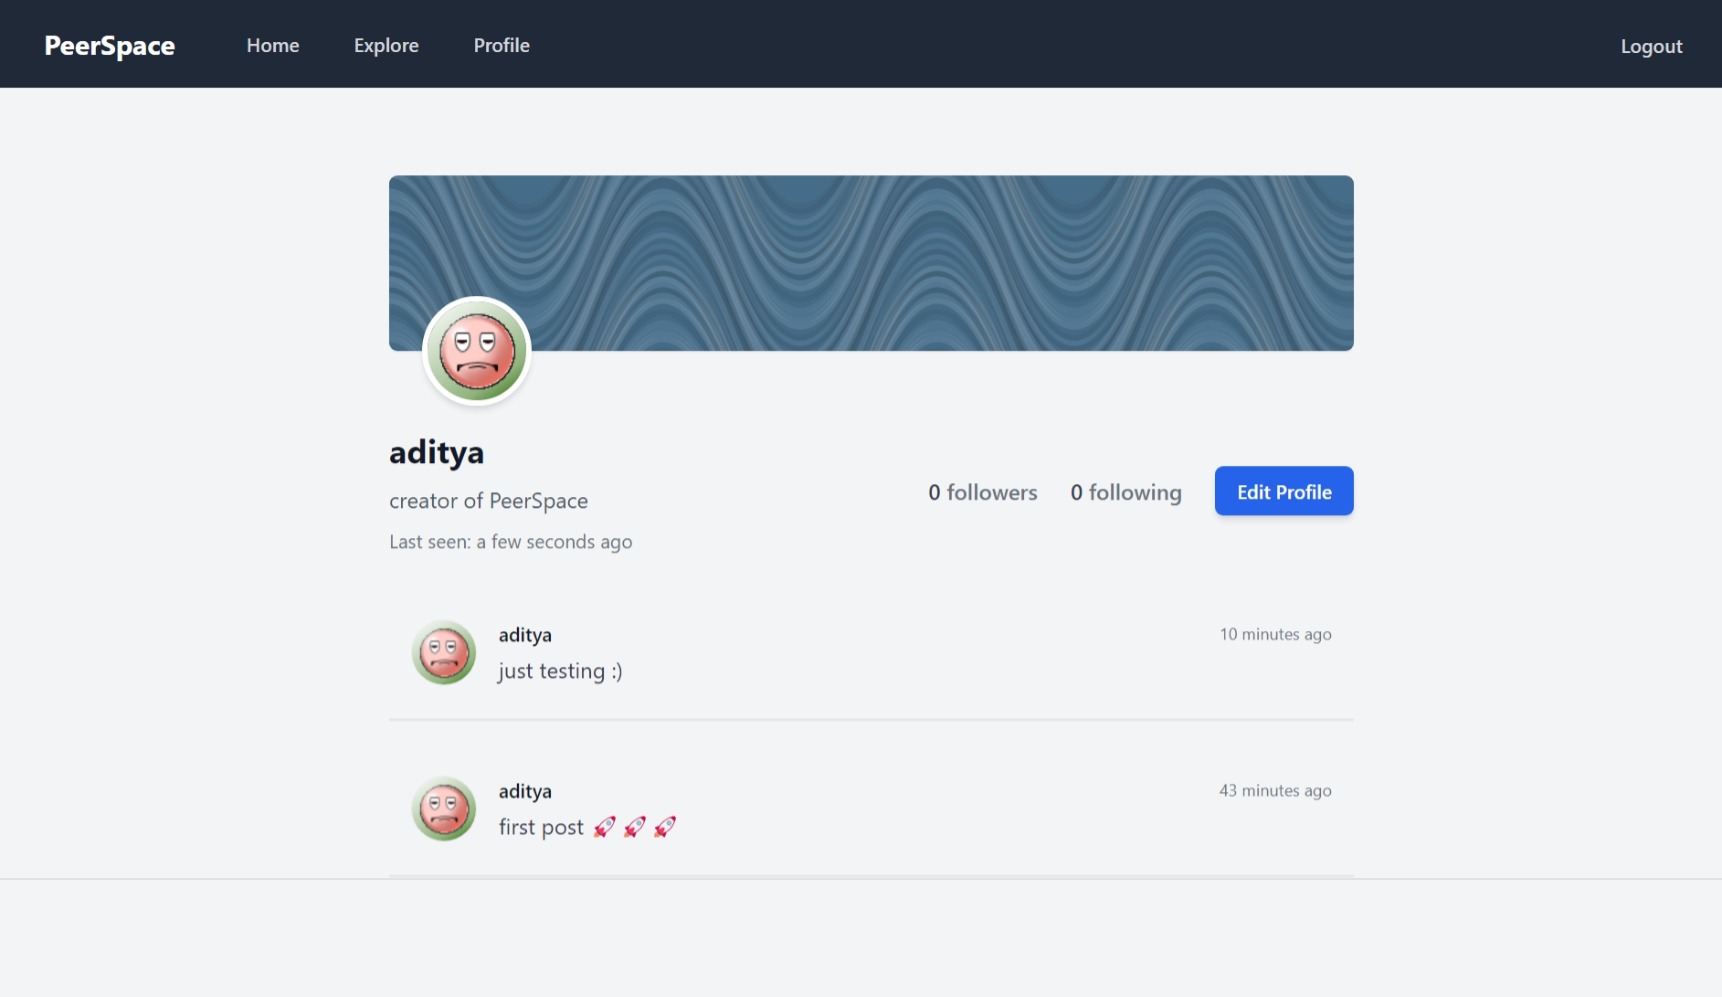 PeerSpace Home Explore Profile Logout
aditya
creator of PeerSpace
Last seen: a few seconds ago
0 followers 0 following Edit Profile
aditya 10 minutes ago
just testing :)
aditya 43 minutes ago
first post 🚀 🚀 🚀